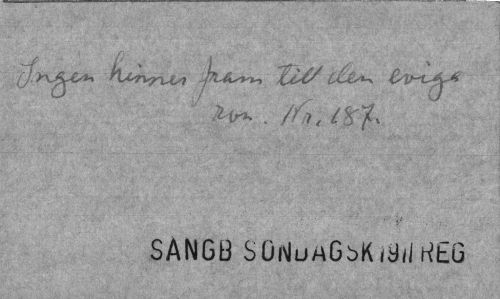 Ingen hinner fram till den eviga
ron. Nr. 187.
SANGB SONDAGSK 1911 REG